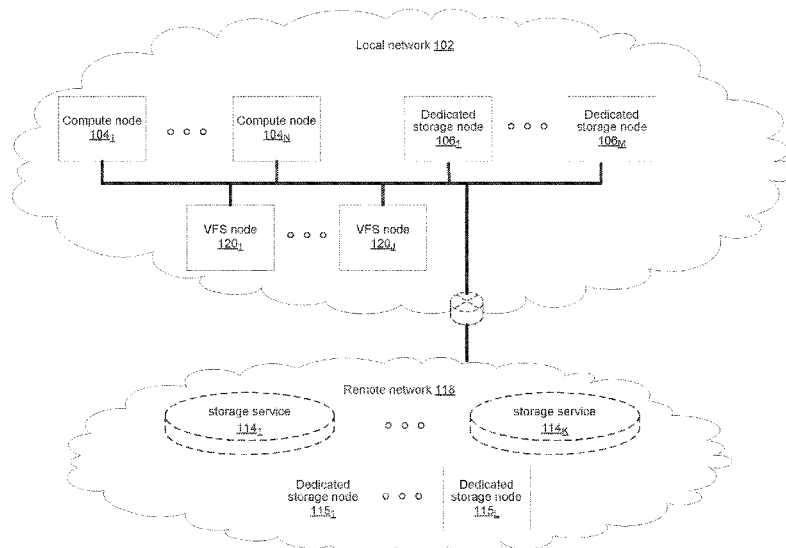 Local network 102
Compute node
104₁
Compute node
104N
Dedicated
storage node
106₁
Dedicated
storage node
106M
VFS node
120₁
VFS node
120J
Remote network 118
storage service
114₁
storage service
114K
Dedicated
storage node
115₁
Dedicated
storage node
115L